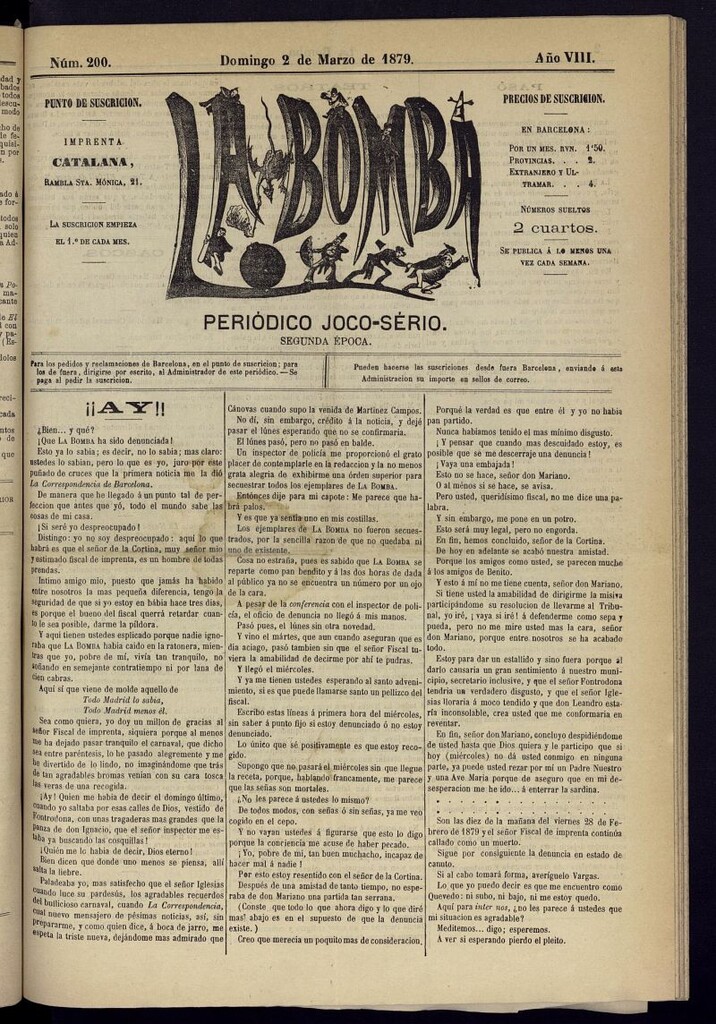 Núm. 200.
Domingo 2 de Marzo de 1879.
Año VIII.
PUNTO DE SUSCRICION.
IMPRENTA
CATALANA,
RAMBLA STA. MÓNICA, 21.
LA SUSCRICION EMPIEZA
EL 1.º DE CADA MES.
LA BOMBA
PRECIOS DE SUSCRICION.
EN BARCELONA:
POR UN MES. RVN. 1'50.
PROVINCIAS. . . 2.
EXTRANJERO Y UL-
TRAMAR. . . 4.
NÚMEROS SUELTOS
2 cuartos.
SE PUBLICA Á LO MENOS UNA
VEZ CADA SEMANA.
PERIÓDICO JOCO-SÉRIO.
SEGUNDA ÉPOCA.
Para los pedidos y reclamaciones de Barcelona, en el punto de suscricion; para
los de fuera, dirigirse por escrito, al Administrador de este periódico.—Se
paga al pedir la suscricion.
Pueden hacerse las suscriciones desde fuera Barcelona, enviando á esta
Administracion su importe en sellos de correo.
¡¡AY!!
¿Bien... y qué?
¡Que LA BOMBA ha sido denunciada!
Esto ya lo sabia; es decir, no lo sabia; mas claro:
ustedes lo sabian, pero lo que es yo, juro por este
puñado de cruces que la primera noticia me la dió
La Correspondencia de Barcelona.
De manera que he llegado á un punto tal de per-
feccion que antes que yó, todo el mundo sabe las
cosas de mi casa.
¡Si seré yo despreocupado!
Distingo: yo no soy despreocupado: aquí lo que
habrá es que el señor de la Cortina, muy señor mio
y estimado fiscal de imprenta, es un hombre de todas
prendas.
Intimo amigo mio, puesto que jamás ha habido
entre nosotros la mas pequeña diferencia, tengo la
seguridad de que si yo estoy en bábia hace tres dias,
es porque el bueno del fiscal querrá retardar cuan-
to le sea posible, darme la píldora.
Y aquí tienen ustedes esplicado porque nadie igno-
raba que LA BOMBA habia caido en la ratonera, mien-
tras que yo, pobre de mí, vivía tan tranquilo, no
soñando en semejante contratiempo ni por lana de
cien cabras.
Aquí sí que viene de molde aquello de
Todo Madrid lo sabia,
Todo Madrid menos él.
Sea como quiera, yo doy un millon de gracias al
señor Fiscal de imprenta, siquiera porque al menos
me ha dejado pasar tranquilo el carnaval, que dicho
sea entre paréntesis, lo he pasado alegremente y me
he divertido de lo lindo, no imaginándome que trás
de tan agradables bromas venian con su cara tosca
las veras de una recogida.
¡Ay! Quien me habia de decir el domingo último,
cuando yo saltaba por esas calles de Dios, vestido de
Fontrodona, con unas tragaderas mas grandes que la
panza de don Ignacio, que el señor inspector me es-
taba ya buscando las cosquillas!
¡Quién me lo habia de decir, Dios eterno!
Bien dicen que donde uno menos se piensa, allí
salta la liebre.
Pataleaba yo; mas satisfecho que el señor Iglesias
cuando luce su pardesús, los agradables recuerdos
del bullicioso carnaval, cuando La Correspondencia,
cual nuevo mensajero de pésimas noticias, así, sin
prepararme, y como quien dice, á boca de jarro, me
espeta la triste nueva, dejándome mas admirado que
Cánovas cuando supo la venida de Martinez Campos.
No dí, sin embargo, crédito á la noticia, y dejé
pasar el lúnes esperando que no se confirmaria.
El lúnes pasó, pero no pasó en balde.
Un inspector de policía me proporcionó el grato
placer de contemplarle en la redaccion y la no menos
grata alegria de exhibirme una órden superior para
secuestrar todos los ejemplares de LA BOMBA.
Entónces dije para mi capote: Me parece que ha-
brá palos.
Y es que ya sentia uno en mis costillas.
Los ejemplares de LA BOMBA no fueron secues-
trados, por la sencilla razon de que no quedaba ni
uno de existente.
Cosa no estraña, pues es sabido que LA BOMBA se
reparte como pan bendito y á las dos horas de dada
al público ya no se encuentra un número por un ojo
de la cara.
A pesar de la conferencia con el inspector de poli-
cía, el oficio de denuncia no llegó á mis manos.
Pasó pues, el lúnes sin otra novedad.
Y vino el mártes, que aun cuando aseguran que es
dia aciago, pasó tambien sin que el señor Fiscal tu-
viera la amabilidad de decirme por ahí te pudras.
Y llegó el miércoles.
Y ya me tienen ustedes esperando al santo adveni-
miento, si es que puede llamarse santo un pellizco del
fiscal.
Escribo estas líneas á primera hora del miércoles,
sin saber á punto fijo si estoy denunciado ó no estoy
denunciado.
Lo único que sé positivamente es que estoy reco-
gido.
Supongo que no pasará el miércoles sin que llegue
la receta, porque, hablando francamente, me parece
que las señas son mortales.
¿No les parece á ustedes lo mismo?
De todos modos, con señas ó sin señas, ya me veo
cogido en el cepo.
Y no vayan ustedes á figurarse que esto lo digo
porque la conciencia me acuse de haber pecado.
¡Yo, pobre de mí, tan buen muchacho, incapaz de
hacer mal á nadie!
Por esto estoy resentido con el señor de la Cortina.
Después de una amistad de tanto tiempo, no espe-
raba de don Mariano una partida tan serrana.
(Conste que todo lo que ahora digo y lo que diré
mas abajo es en el supuesto de que la denuncia
existe.)
Creo que merecia un poquito mas de consideracion.
Porqué la verdad es que entre él y yo no habia
pan partido.
Nunca habiamos tenido el mas mínimo disgusto.
¡Y pensar que cuando mas descuidado estoy, es
posible que se me descerraje una denuncia!
¡Vaya una embajada!
Esto no se hace, señor don Mariano.
O al ménos si se hace, se avisa.
Pero usted, queridísimo fiscal, no me dice una pa-
labra.
Y sin embargo, me pone en un potro.
Esto será muy legal, pero no engorda.
En fin, hemos concluido, señor de la Cortina.
De hoy en adelante se acabó nuestra amistad.
Porque los amigos como usted, se parecen mucho
á los amigos de Benito.
Y esto á mí no me tiene cuenta, señor don Mariano.
Si tiene usted la amabilidad de dirigirme la misiva
participándome su resolucion de llevarme al Tribu-
nal, yo iré, ¡vaya si iré! á defenderme como sepa y
pueda, pero no me mire usted mas la cara, señor
don Mariano, porque entre nosotros se ha acabado
todo.
Estoy para dar un estallido y sino fuera porque al
darlo causaria un gran sentimiento á nuestro muni-
cipio, secretario inclusive, y que el señor Fontrodona
tendria un verdadero disgusto, y que el señor Igle-
sias lloraria á moco tendido y que don Leandro estaria
inconsolable, crea usted que me conformaria en
reventar.
En fin, señor don Mariano, concluyo despidiéndome
de usted hasta que Dios quiera y le participo que si
hoy (miércoles) no dá usted conmigo en ninguna
parte, ya puede usted rezar por mí un Padre Nuestro
y una Ave Maria porque de aseguro que en mi de-
sesperacion me he ido... á enterrar la sardina.
Son las diez de la mañana del viernes 28 de Fe-
brero de 1879 y el señor Fiscal de imprenta continúa
callado como un muerto.
Sigue por consiguiente la denuncia en estado de
canuto.
Si al cabo tomará forma, averígüelo Vargas.
Lo que yo puedo decir es que me encuentro como
Quevedo: ni subo, ni bajo, ni me estoy quedo.
Aquí para inter nos, ¿no les parece á ustedes que
mi situacion es agradable?
Meditemos... digo; esperemos.
A ver si esperando pierdo el pleito.